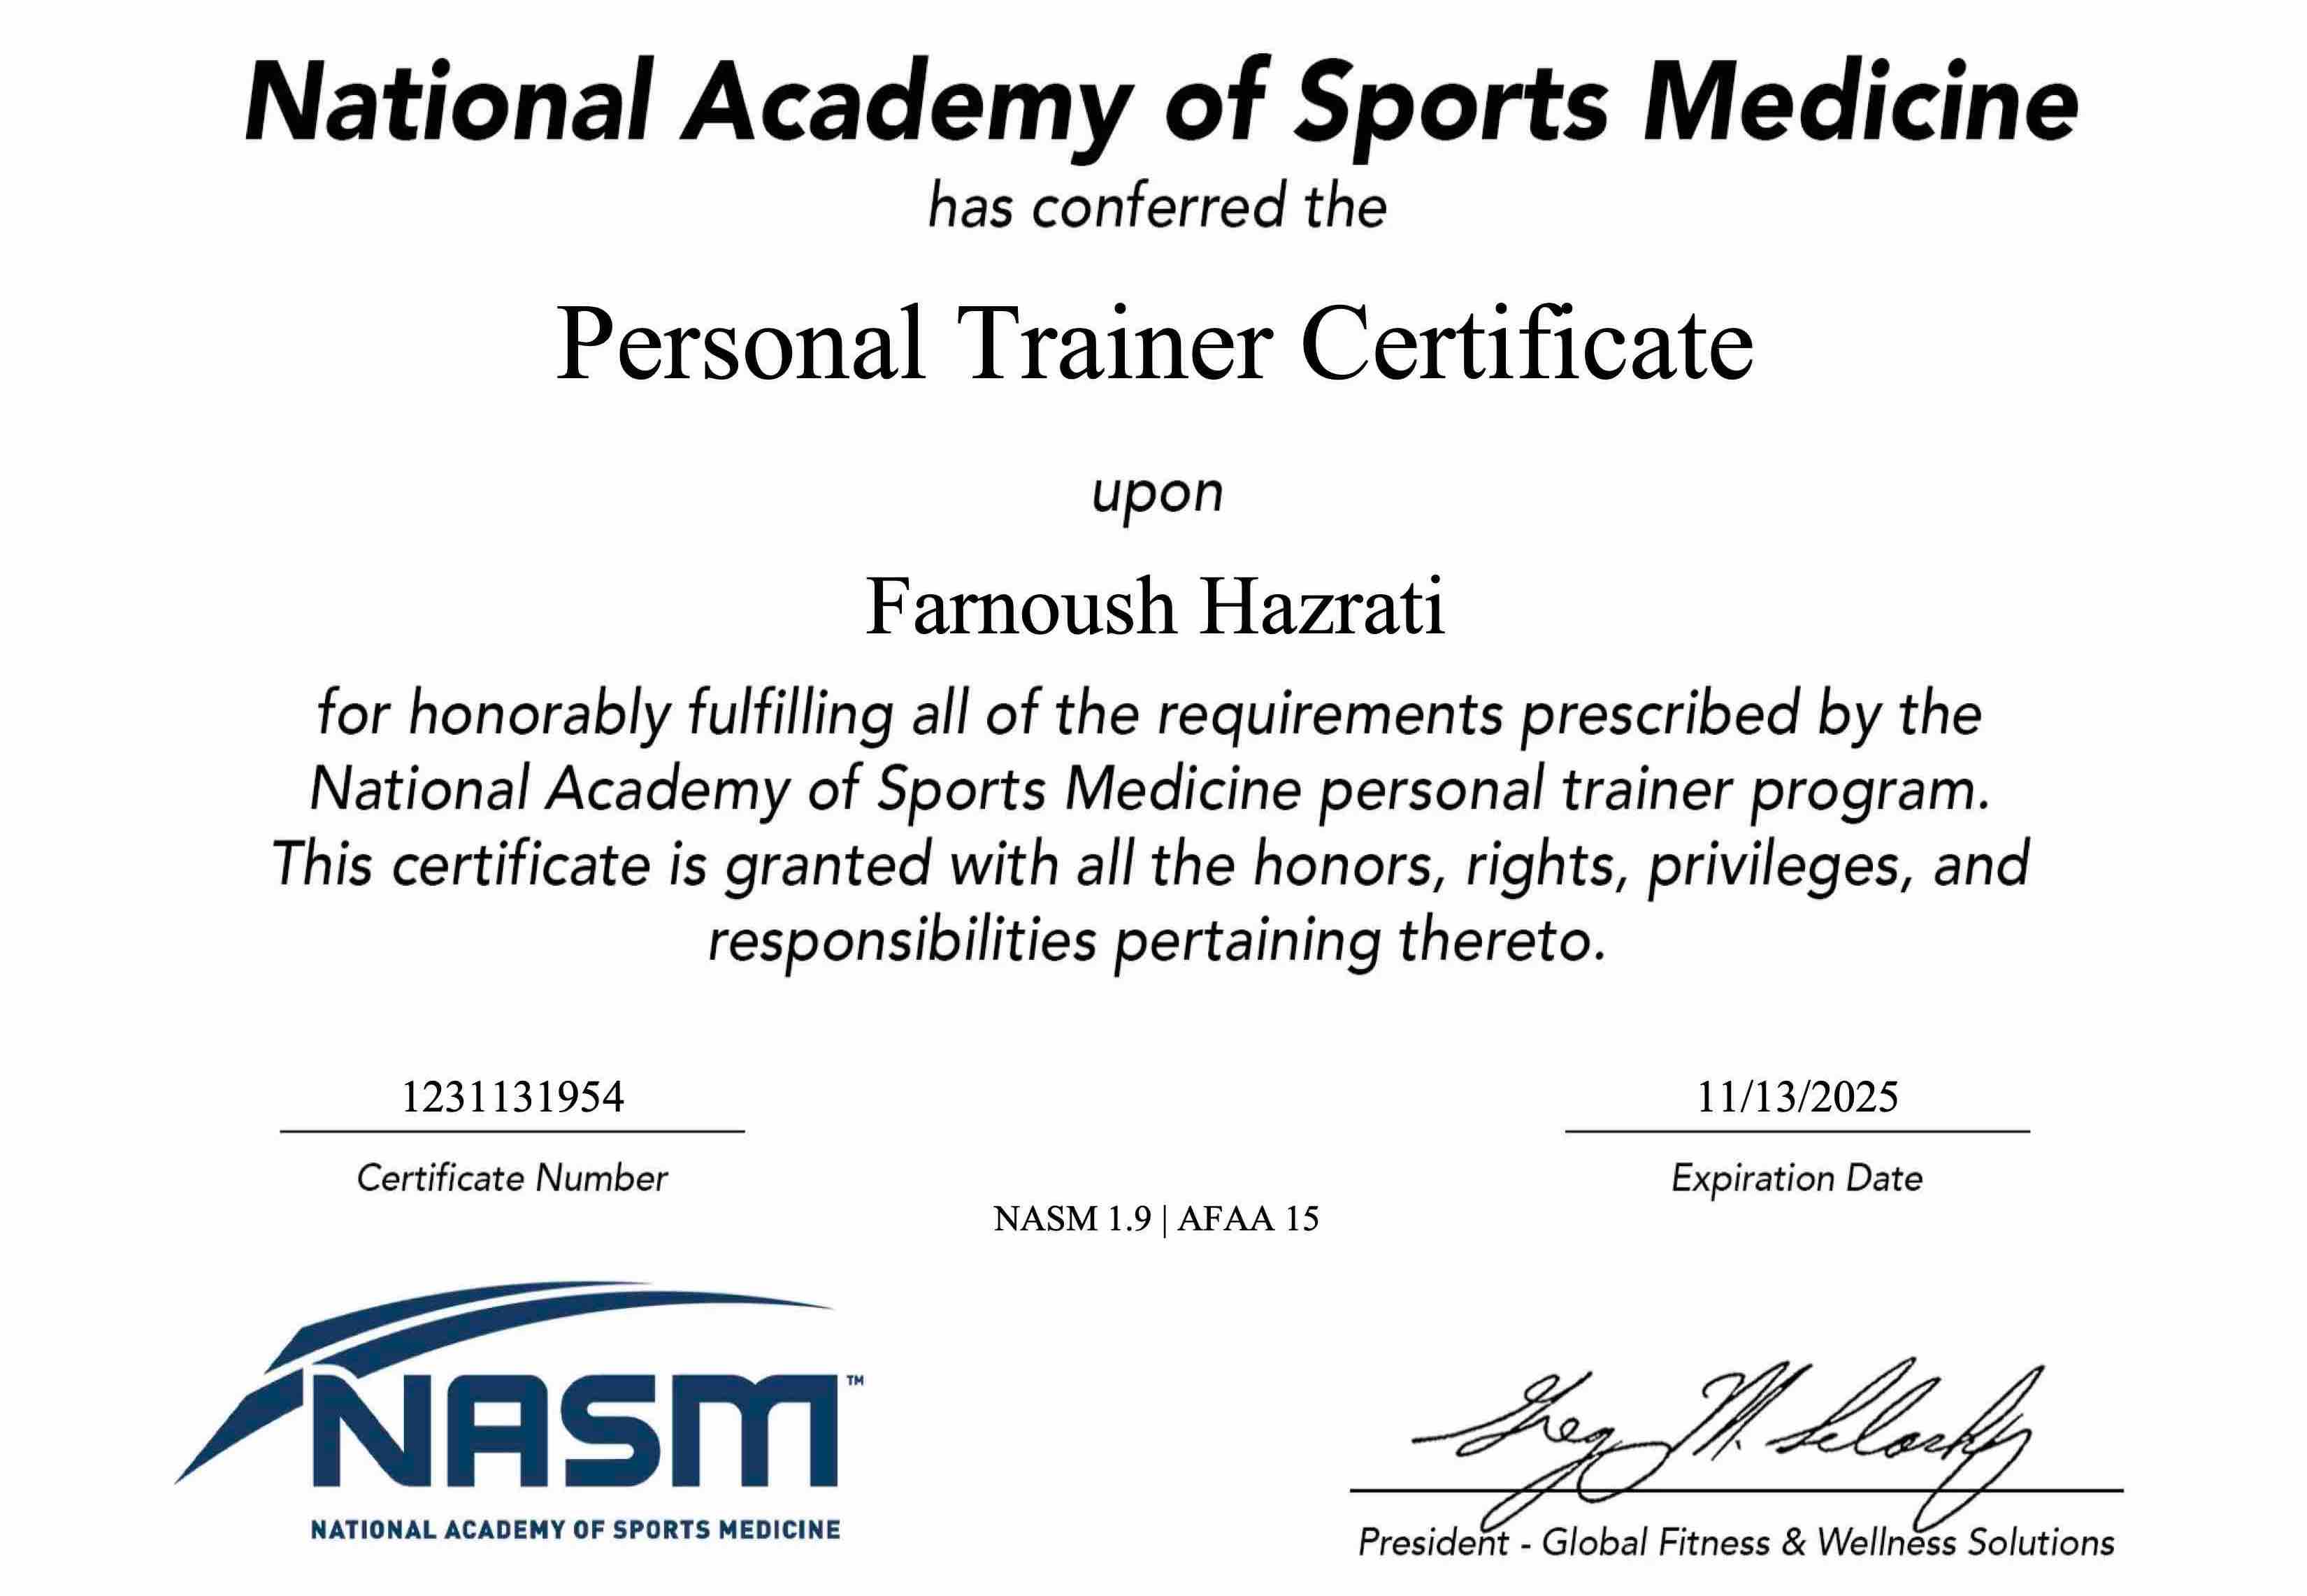 National Academy of Sports Medicine
has conferred the
Personal Trainer Certificate
upon
Farnoush Hazrati
for honorably fulfilling all of the requirements prescribed by the
National Academy of Sports Medicine personal trainer program.
This certificate is granted with all the honors, rights, privileges, and
responsibilities pertaining thereto.
1231131954
Certificate Number
11/13/2025
Expiration Date
NASM 1.9 | AFAA 15
NASM™
NATIONAL ACADEMY OF SPORTS MEDICINE
President - Global Fitness & Wellness Solutions